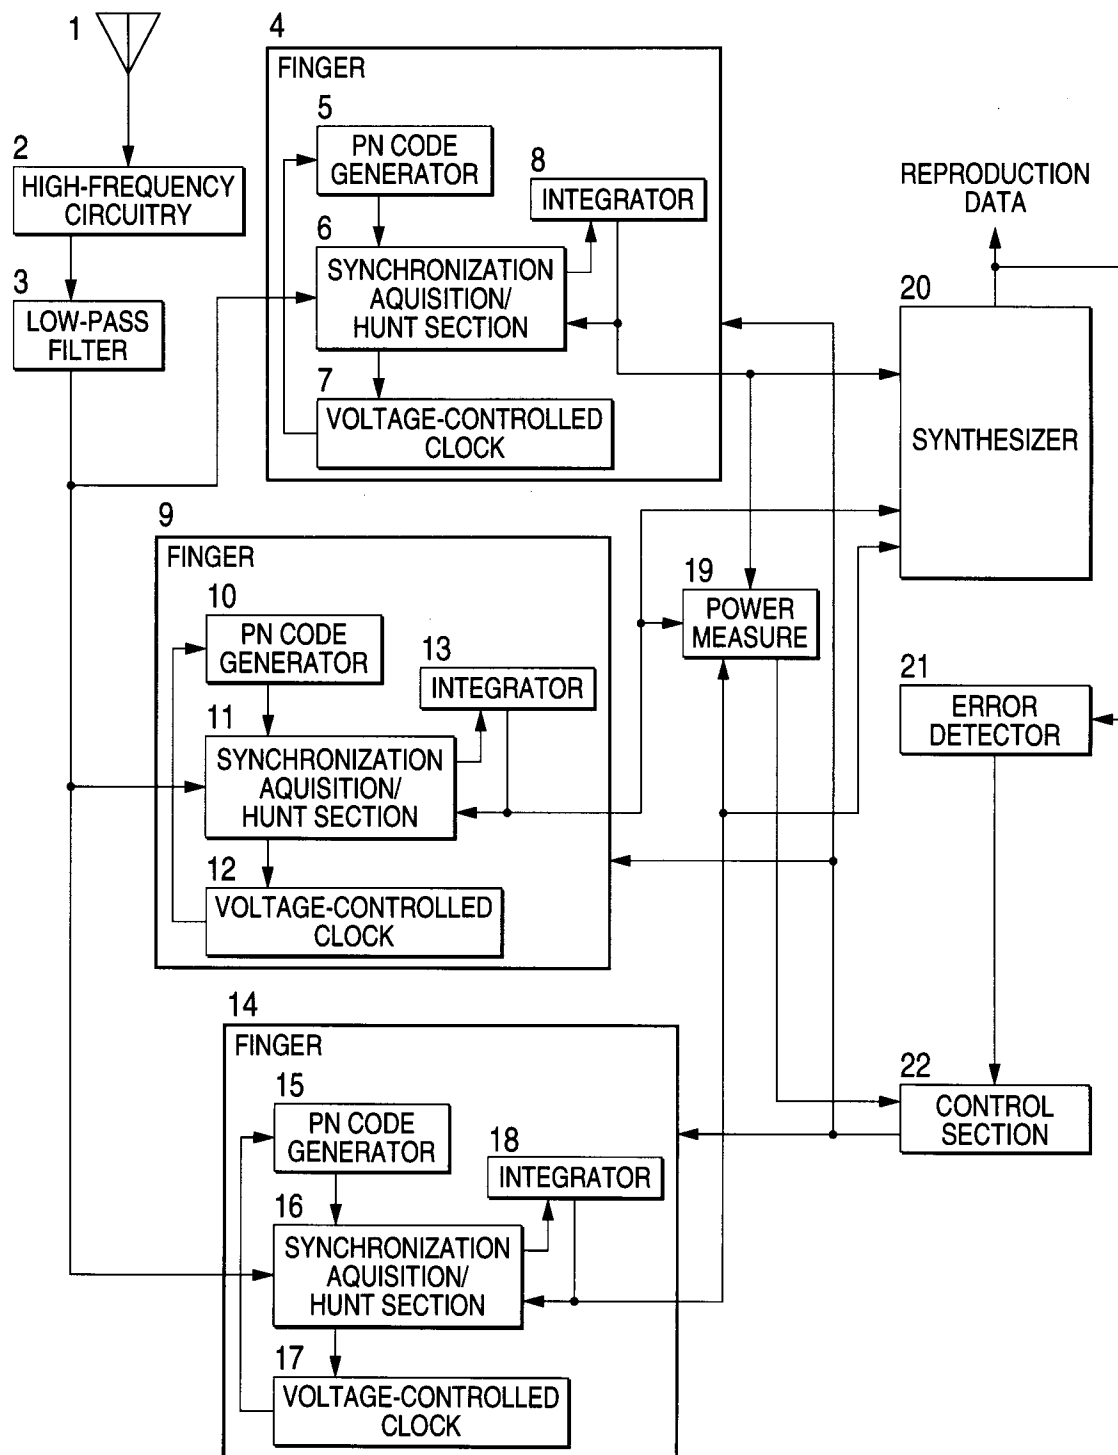 1
2
HIGH-FREQUENCY
CIRCUITRY
3
LOW-PASS
FILTER
4
FINGER
5
PN CODE
GENERATOR
6
SYNCHRONIZATION
AQUISITION/
HUNT SECTION
7
VOLTAGE-CONTROLLED
CLOCK
8
INTEGRATOR
9
FINGER
10
PN CODE
GENERATOR
11
SYNCHRONIZATION
AQUISITION/
HUNT SECTION
12
VOLTAGE-CONTROLLED
CLOCK
13
INTEGRATOR
14
FINGER
15
PN CODE
GENERATOR
16
SYNCHRONIZATION
AQUISITION/
HUNT SECTION
17
VOLTAGE-CONTROLLED
CLOCK
18
INTEGRATOR
19
POWER
MEASURE
REPRODUCTION
DATA
20
SYNTHESIZER
21
ERROR
DETECTOR
22
CONTROL
SECTION